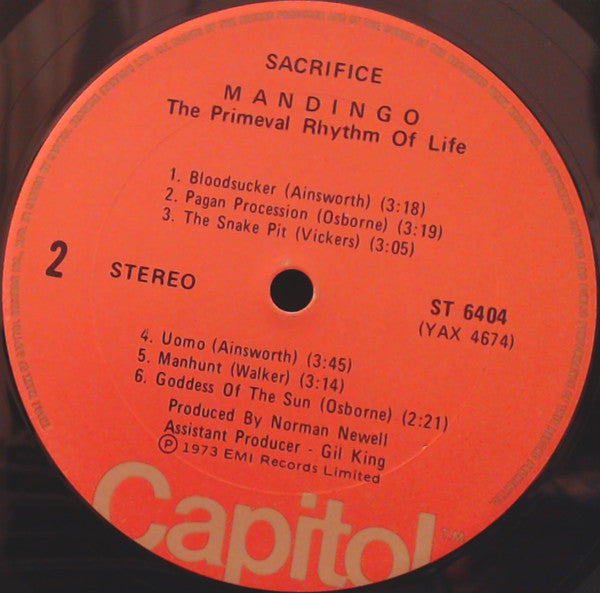 SACRIFICE
MANDINGO
The Primeval Rhythm Of Life
1. Bloodsucker (Ainsworth) (3:18)
2. Pagan Procession (Osborne) (3:19)
3. The Snake Pit (Vickers) (3:05)
2
STEREO
ST 6404
(YAX 4674)
4. Uomo (Ainsworth) (3:45)
5. Manhunt (Walker) (3:14)
6. Goddess Of The Sun (Osborne) (2:21)
Produced By Norman Newell
Assistant Producer - Gil King
Ⓟ 1973 EMI Records Limited
Capitol